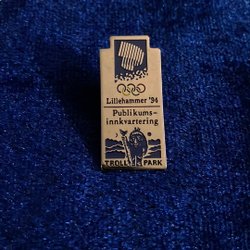 Lillehammer '94
Publikums-
innkvartering
TROLL PARK